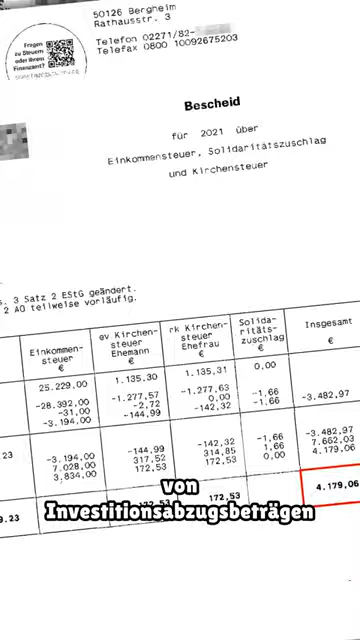 50126 Bergheim
Rathausstr. 3
Telefon 02271/82-
Telefax 0800 10092675203
Fragen
zu Steuern
oder Ihrem
Finanzamt?
Bescheid
für 2021 über
Einkommensteuer, Solidaritätszuschlag
und Kirchensteuer
s. 3 Satz 2 EStG geändert.
2 AO teilweise vorläufig.
Einkommen- ev Kirchen- rk Kirchen- Solida- Insgesamt
steuer steuer steuer ritäts-
Ehemann Ehefrau zuschlag
€ € € € €
25.229,00 1.135,30 1.135,31 0,00
-28.392,00 -1.277,57 -1.277,63 -1,66
-31,00 -2,72 0,00 -1,66
-3.194,00 -144,99 -142,32 -3.482,97
23 -3.194,00 -144,99 -142,32 -1,66 -3.482,97
7.028,00 317,52 314,85 1,66 7.662,03
3.834,00 172,53 172,53 0,00 4.179,06
9.23 172,53 172,53 4.179,06
von
Investitionsabzugsbeträgen